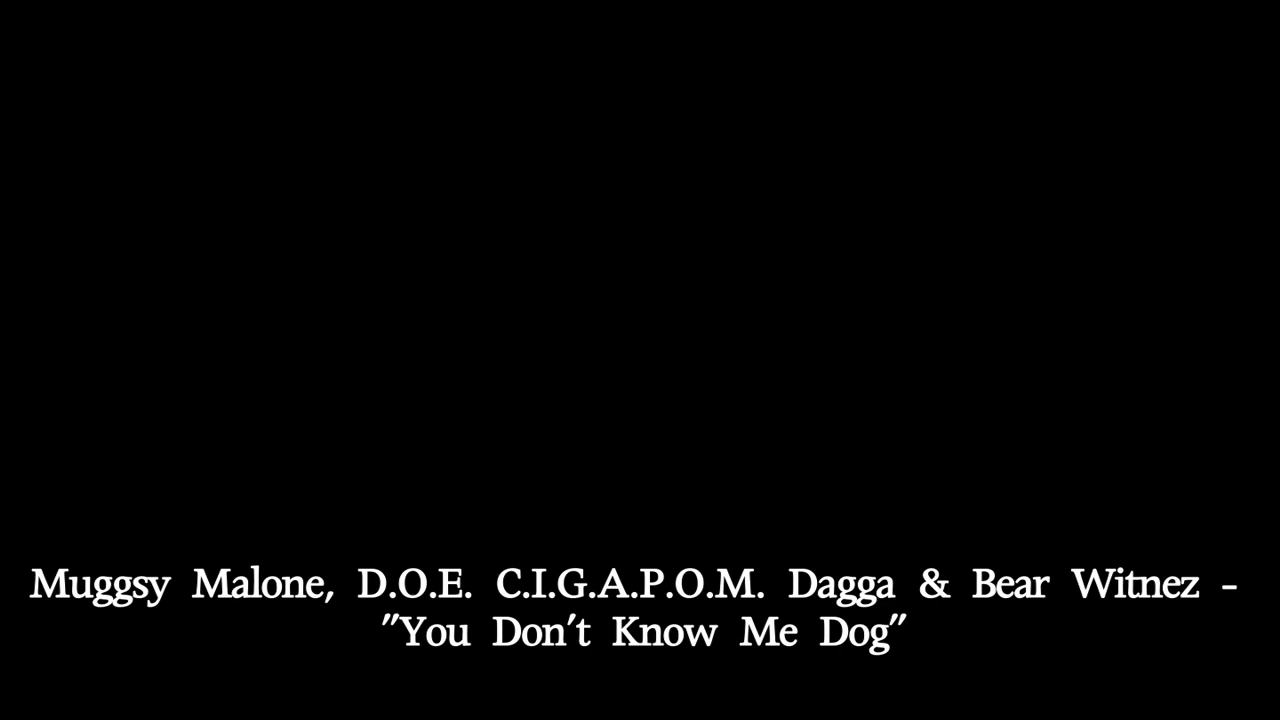 Muggsy Malone, D.O.E. C.I.G.A.P.O.M. Dagga & Bear Witnez -
"You Don't Know Me Dog"